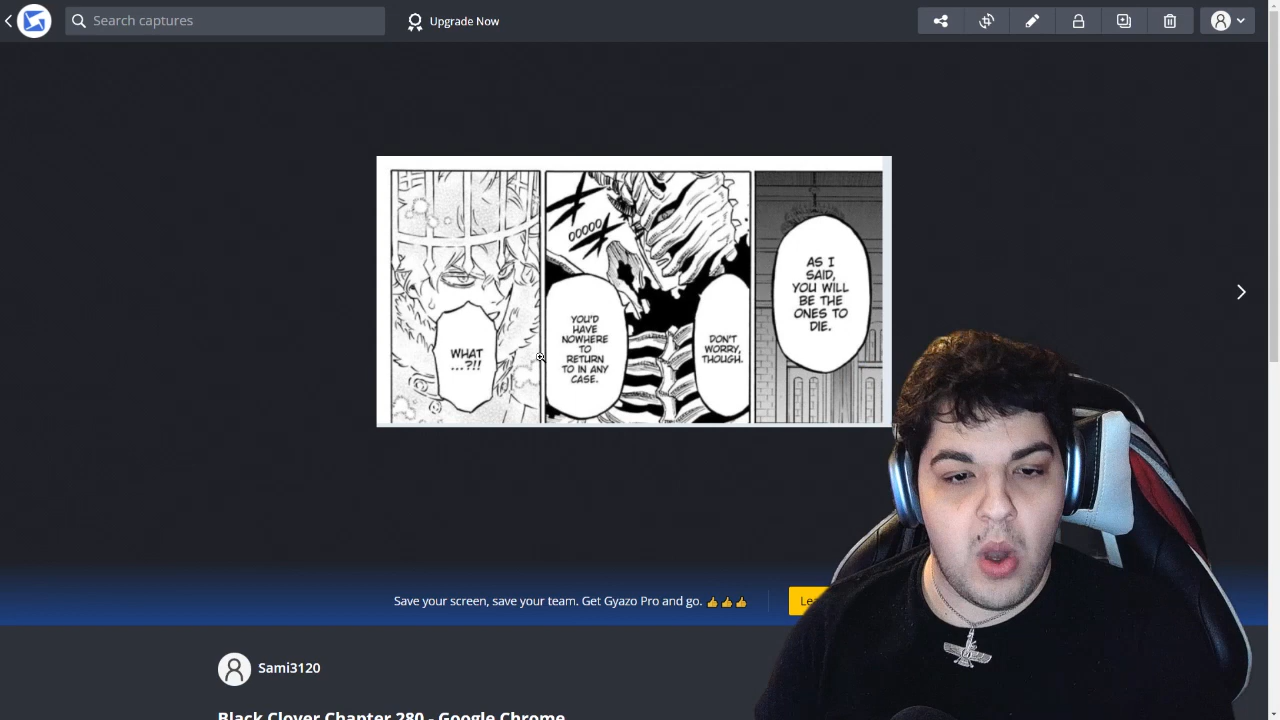 Search captures
Upgrade Now
AS I
SAID,
YOU WILL
BE THE
ONES TO
DIE.
DON'T
WORRY,
THOUGH.
OOOOO
YOU'D
HAVE
NOWHERE
TO
RETURN
TO IN ANY
CASE.
WHAT
...?!!
Save your screen, save your team. Get Gyazo Pro and go. 👍👍👍
Sami3120
Black Clover Chapter 280 - Google Chrome